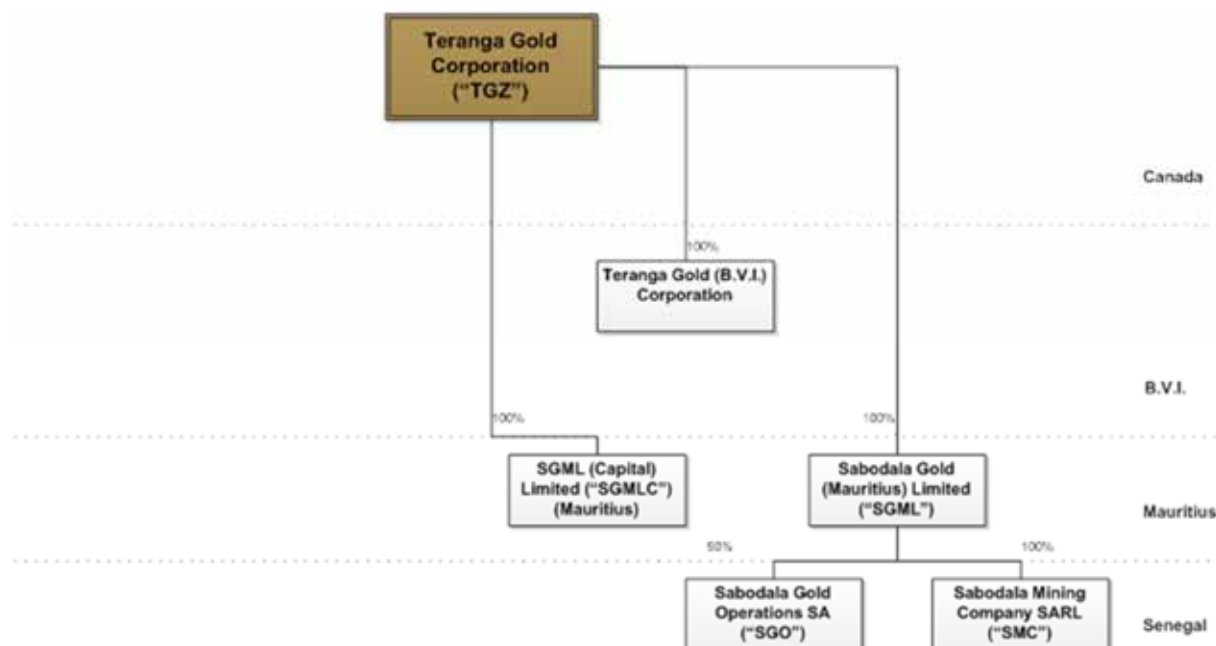 Teranga Gold
Corporation
(“TGZ”)
Canada
100%
Teranga Gold (B.V.I.)
Corporation
B.V.I.
100%
100%
SGML (Capital)
Limited (“SGMLC”)
(Mauritius)
Sabodala Gold
(Mauritius) Limited
(“SGML”)
Mauritius
50%
100%
Sabodala Gold
Operations SA
(“SGO”)
Sabodala Mining
Company SARL
(“SMC”)
Senegal